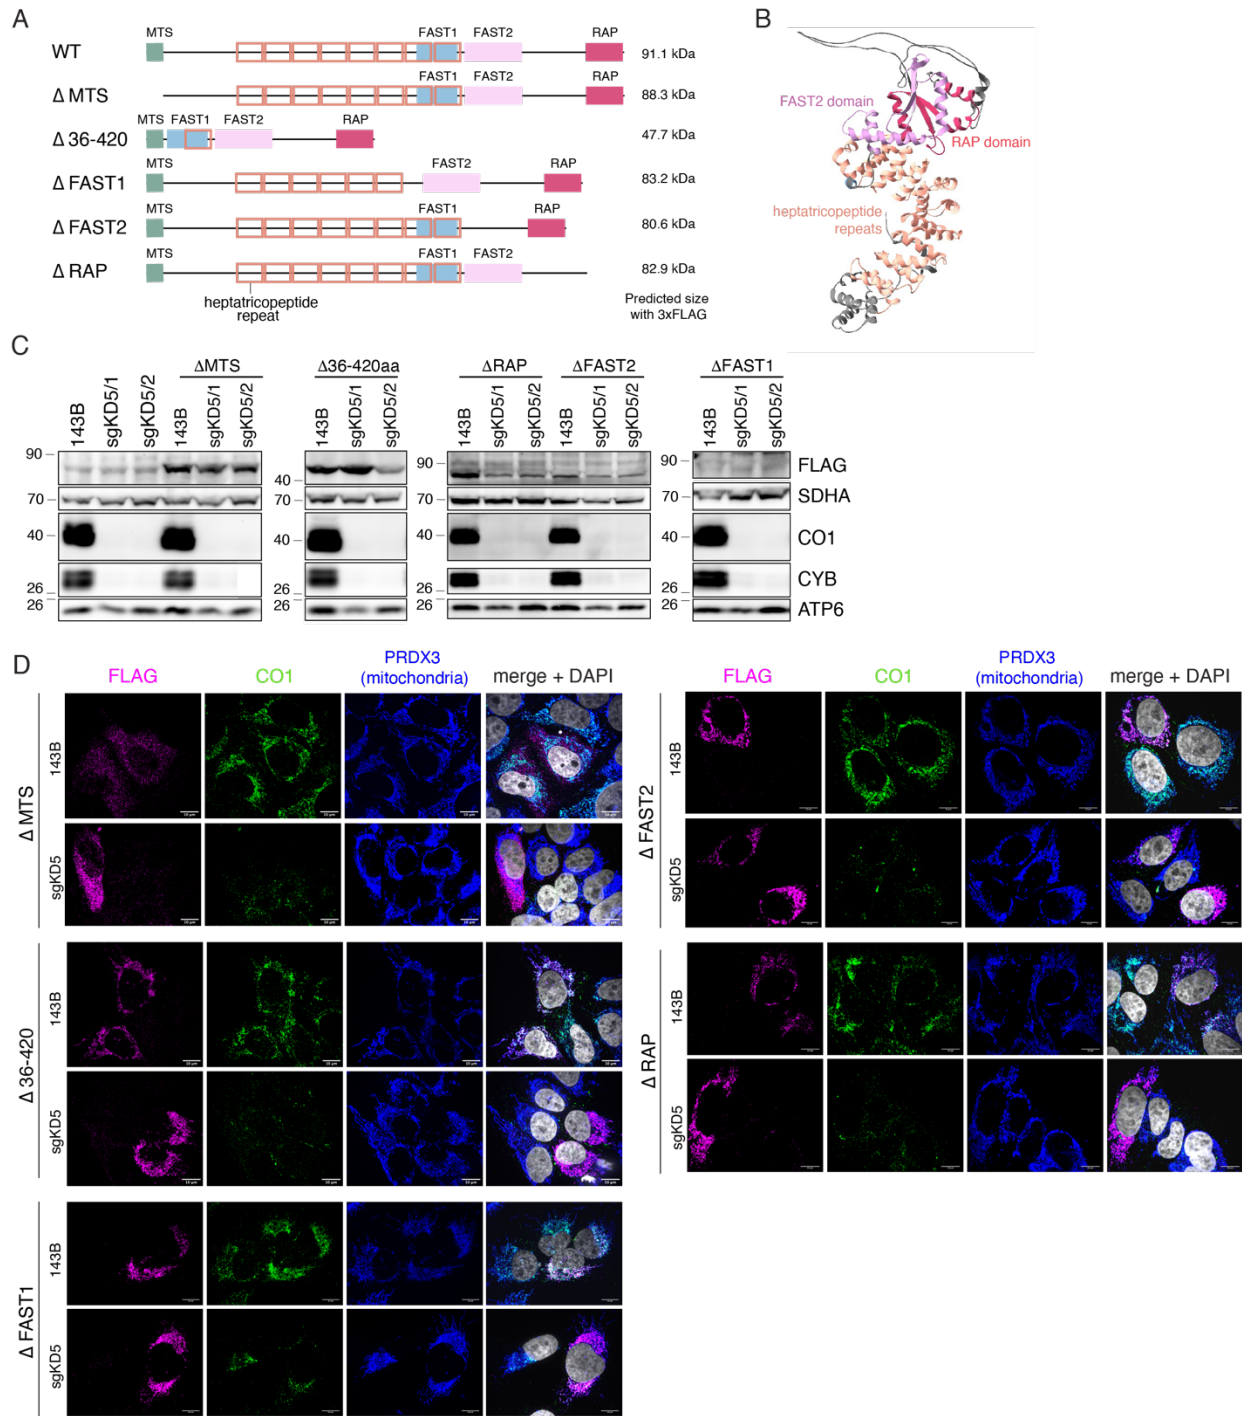 A
MTS FAST1 FAST2 RAP
WT 91.1 kDa
FAST1 FAST2 RAP
Δ MTS 88.3 kDa
MTS FAST1 FAST2 RAP
Δ 36-420 47.7 kDa
MTS FAST2 RAP
Δ FAST1 83.2 kDa
MTS FAST1 RAP
Δ FAST2 80.6 kDa
MTS FAST1 FAST2
Δ RAP 82.9 kDa
heptatricopeptide
repeat
Predicted size
with 3xFLAG
B
FAST2 domain
RAP domain
heptatricopeptide
repeats
C
ΔMTS Δ36-420aa ΔRAP ΔFAST2 ΔFAST1
143B sgKD5/1 sgKD5/2 143B sgKD5/1 sgKD5/2 143B sgKD5/1 sgKD5/2 143B sgKD5/1 sgKD5/2 143B sgKD5/1 sgKD5/2 143B sgKD5/1 sgKD5/2
90 40 90 90 FLAG
70 70 70 70 SDHA
40 40 40 40 CO1
26 26 26 26 CYB
26 26 26 26 ATP6
D
FLAG CO1 PRDX3
(mitochondria) merge + DAPI
Δ MTS
143B
sgKD5
Δ 36-420
143B
sgKD5
Δ FAST1
143B
sgKD5
FLAG CO1 PRDX3
(mitochondria) merge + DAPI
Δ FAST2
143B
sgKD5
Δ RAP
143B
sgKD5